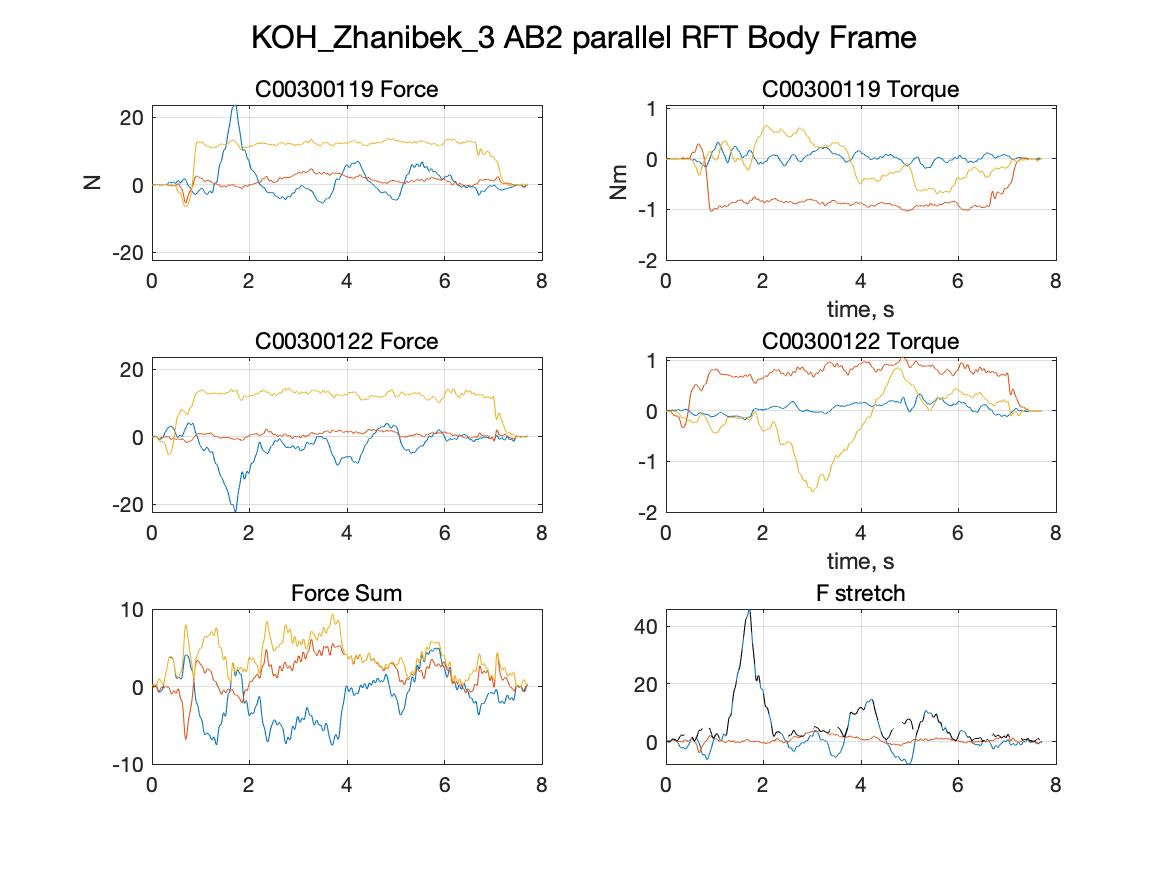 KOH_Zhanibek_3 AB2 parallel RFT Body Frame
C00300119 Force
20
0
-20
N
0 2 4 6 8
C00300119 Torque
1
0
-1
-2
Nm
0 2 4 6 8
time, s
C00300122 Force
20
0
-20
0 2 4 6 8
C00300122 Torque
1
0
-1
-2
0 2 4 6 8
time, s
Force Sum
10
0
-10
0 2 4 6 8
F stretch
40
20
0
0 2 4 6 8